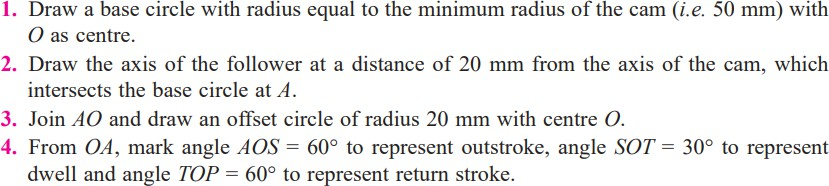 1. Draw a base circle with radius equal to the minimum radius of the cam (i.e. 50 mm) with
O as centre.
2. Draw the axis of the follower at a distance of 20 mm from the axis of the cam, which
intersects the base circle at A.
3. Join AO and draw an offset circle of radius 20 mm with centre O.
4. From OA, mark angle AOS = 60° to represent outstroke, angle SOT = 30° to represent
dwell and angle TOP = 60° to represent return stroke.